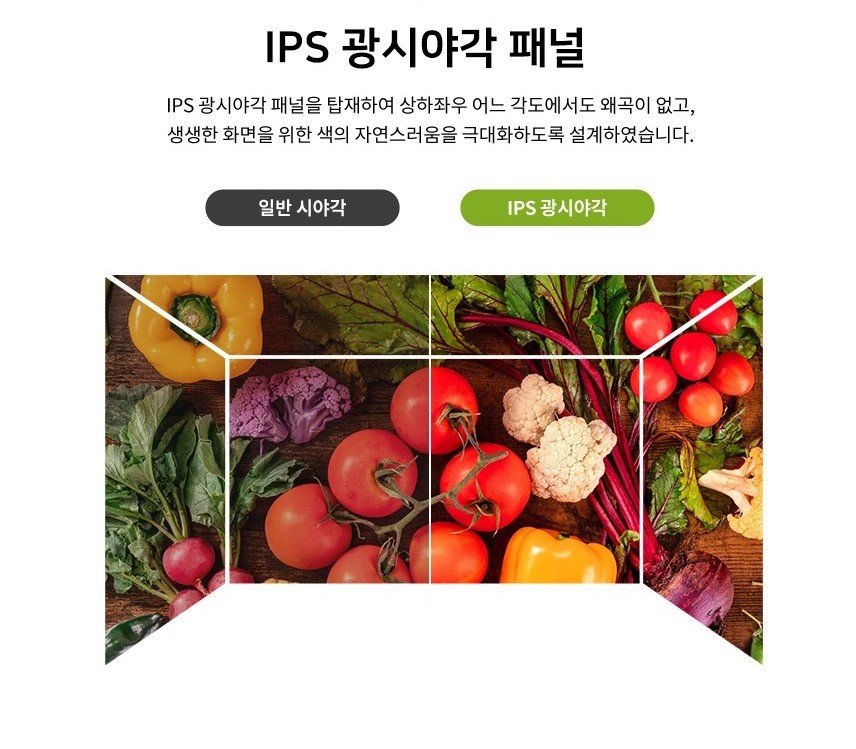 IPS 광시야각 패널
IPS 광시야각 패널을 탑재하여 상하좌우 어느 각도에서도 왜곡이 없고,
생생한 화면을 위한 색의 자연스러움을 극대화하도록 설계하였습니다.
일반 시야각
IPS 광시야각